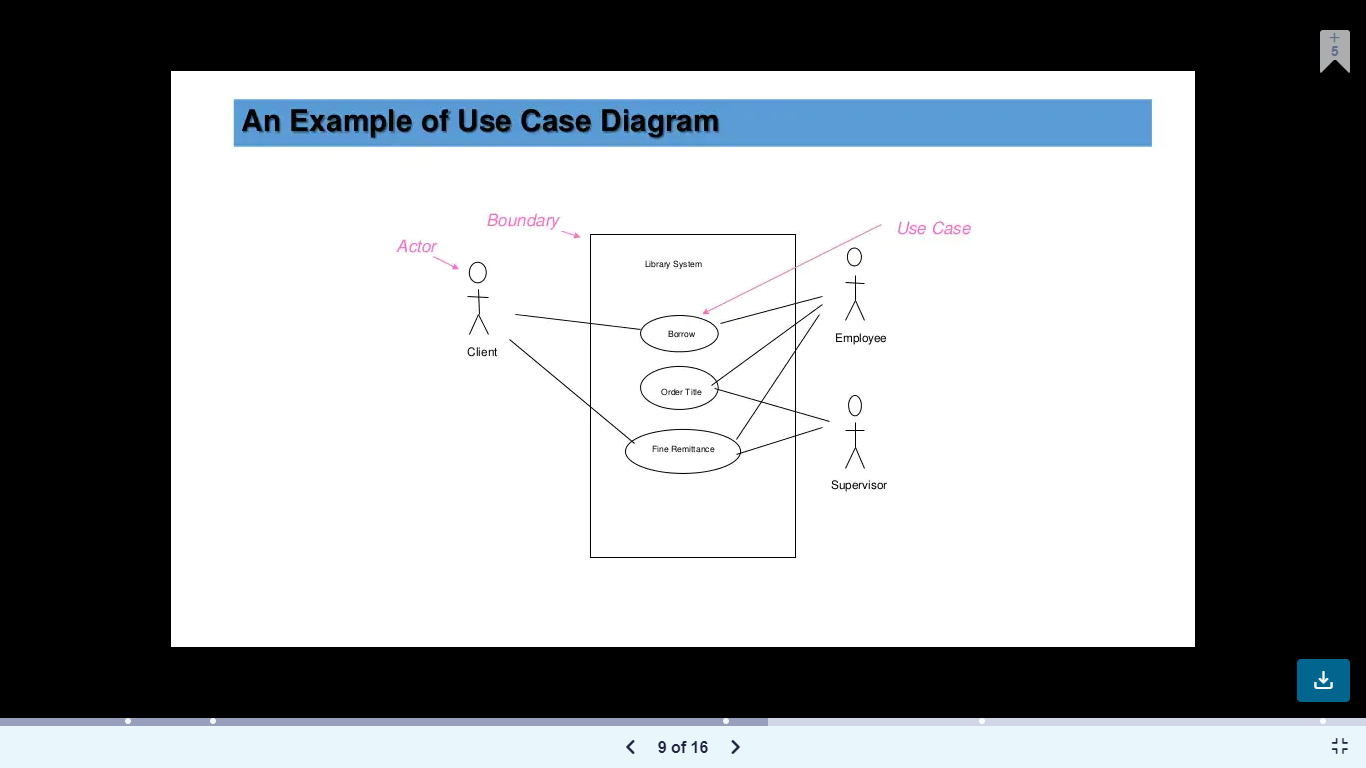 5
An Example of Use Case Diagram
Boundary
Use Case
Actor
Library System
Borrow
Employee
Client
Order Title
Fine Remittance
Supervisor
9 of 16